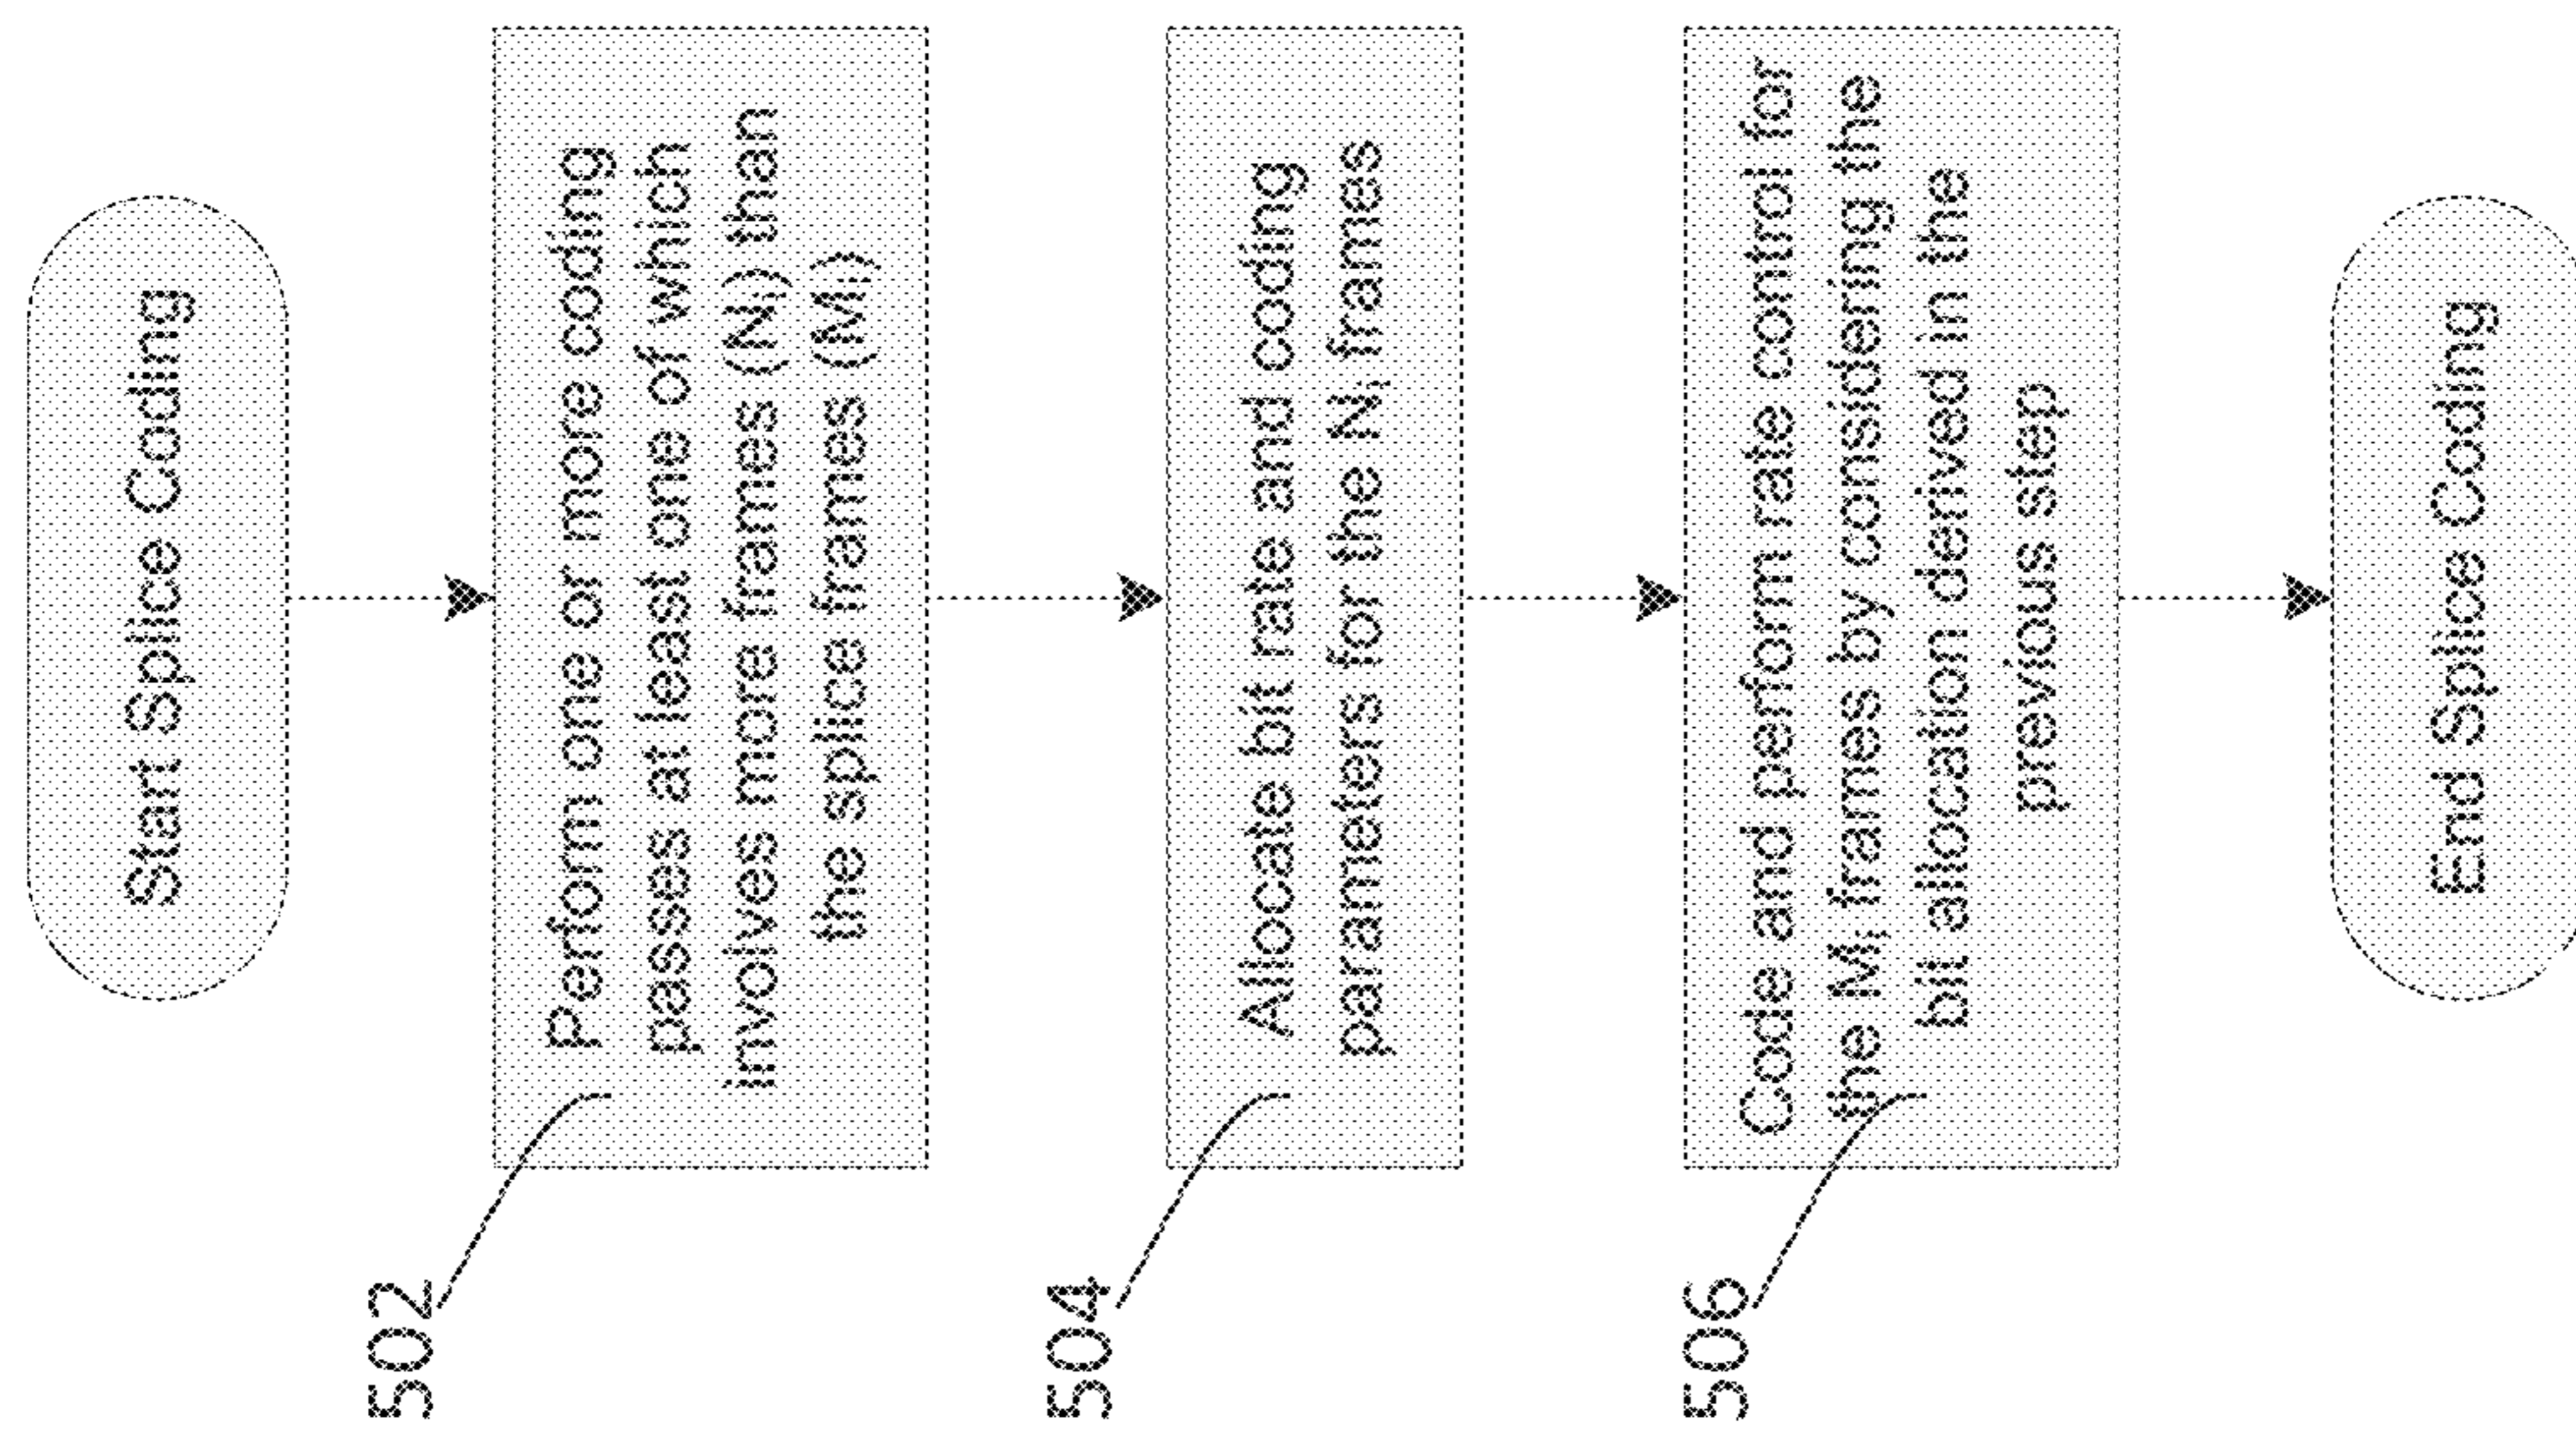 Start Splice Coding
502
Perform one or more coding
passes at least one of which
involves more frames (Nᵢ) than
the splice frames (Mᵢ)
504
Allocate bit rate and coding
parameters for the Nᵢ frames
506
Code and perform rate control for
the Mᵢ frames by considering the
bit allocation derived in the
previous step
End Splice Coding